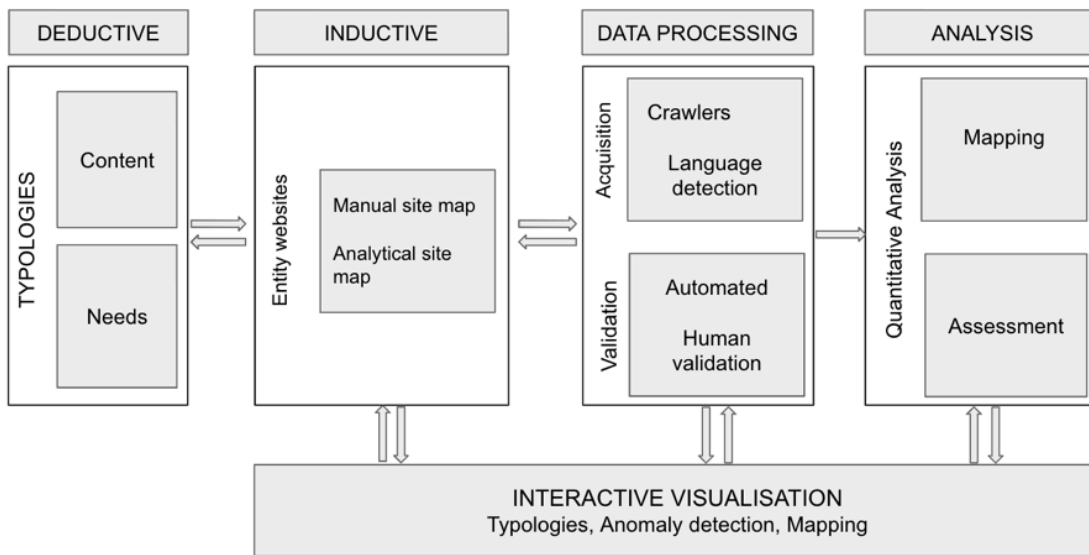 DEDUCTIVE
INDUCTIVE
DATA PROCESSING
ANALYSIS
TYPOLOGIES
Content
Needs
Entity websites
Manual site map
Analytical site
map
Acquisition
Crawlers
Language
detection
Validation
Automated
Human
validation
Quantitative Analysis
Mapping
Assessment
INTERACTIVE VISUALISATION
Typologies, Anomaly detection, Mapping